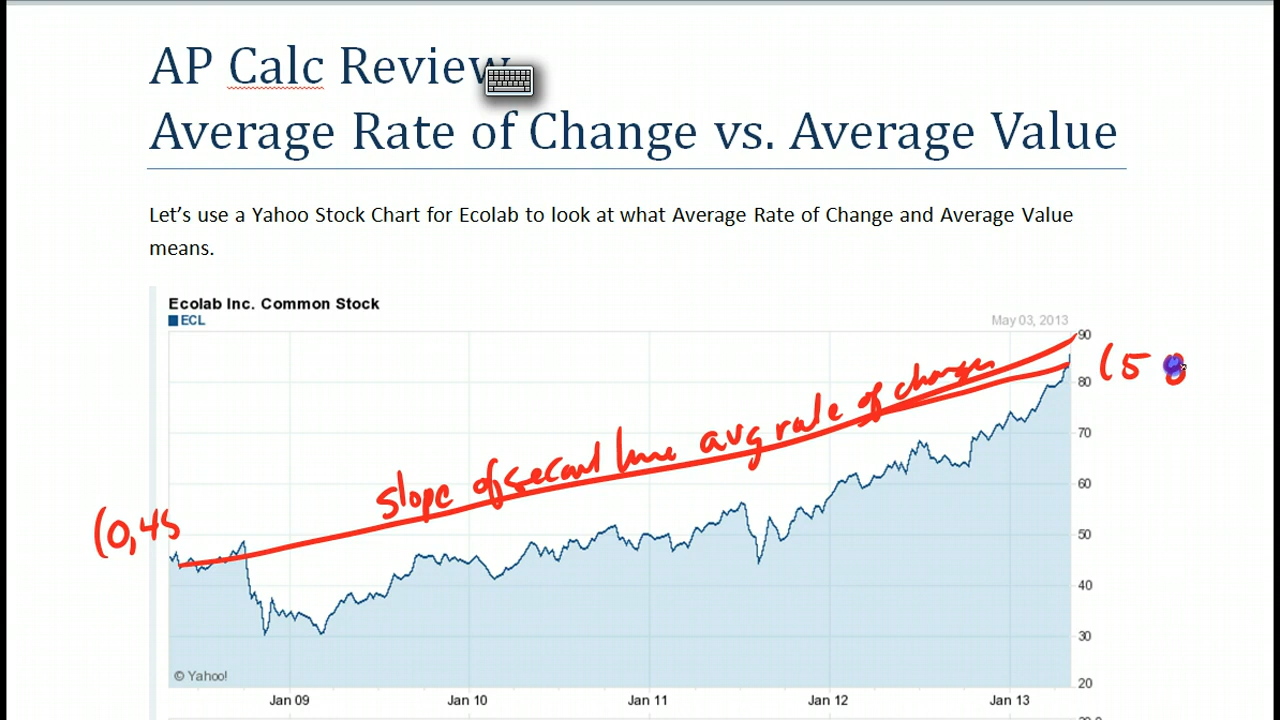 AP Calc Review
Average Rate of Change vs. Average Value
Let's use a Yahoo Stock Chart for Ecolab to look at what Average Rate of Change and Average Value
means.
Ecolab Inc. Common Stock
ECL
May 03, 2013
90
(5 8
80
slope of secant line avg rate of change
70
60
(0,45
50
40
30
© Yahoo!
20
Jan 09 Jan 10 Jan 11 Jan 12 Jan 13